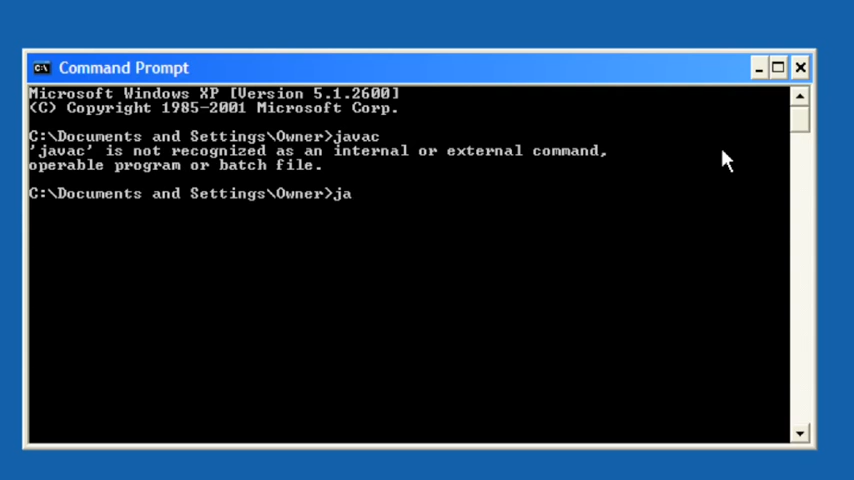 Command Prompt
Microsoft Windows XP [Version 5.1.2600]
(C) Copyright 1985-2001 Microsoft Corp.
C:\Documents and Settings\Owner>javac
'javac' is not recognized as an internal or external command,
operable program or batch file.
C:\Documents and Settings\Owner>ja